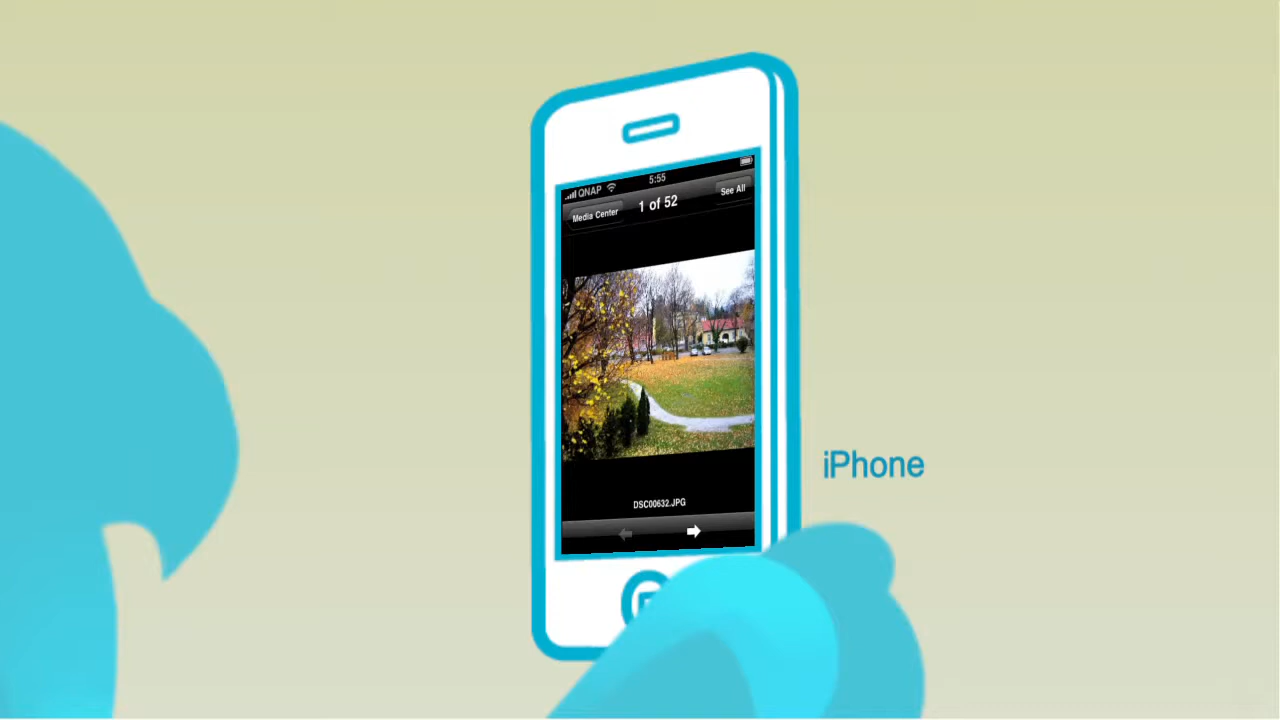 QNAP
5:55
Media Center
1 of 52
See All
DSC00632.JPG
iPhone